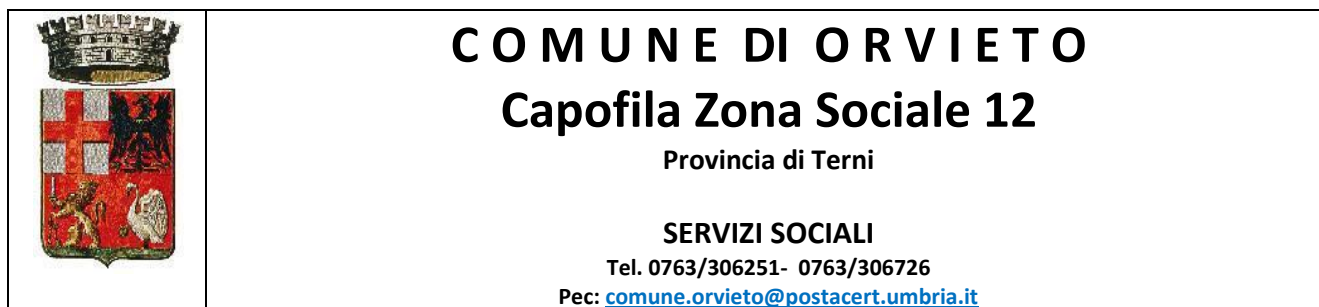 C O M U N E DI O R V I E T O
Capofila Zona Sociale 12
Provincia di Terni
SERVIZI SOCIALI
Tel. 0763/306251- 0763/306726
Pec: comune.orvieto@postacert.umbria.it